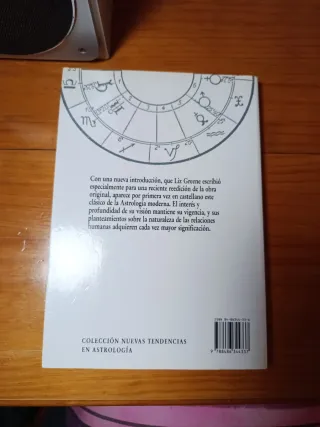 Con una nueva introducción, que Liz Greene escribió
especialmente para una reciente reedición de la obra
original, aparece por primera vez en castellano este
clásico de la Astrología moderna. El interés y
profundidad de su visión mantiene su vigencia, y sus
planteamientos sobre la naturaleza de las relaciones
humanas adquieren cada vez mayor significación.
COLECCIÓN NUEVAS TENDENCIAS
EN ASTROLOGÍA